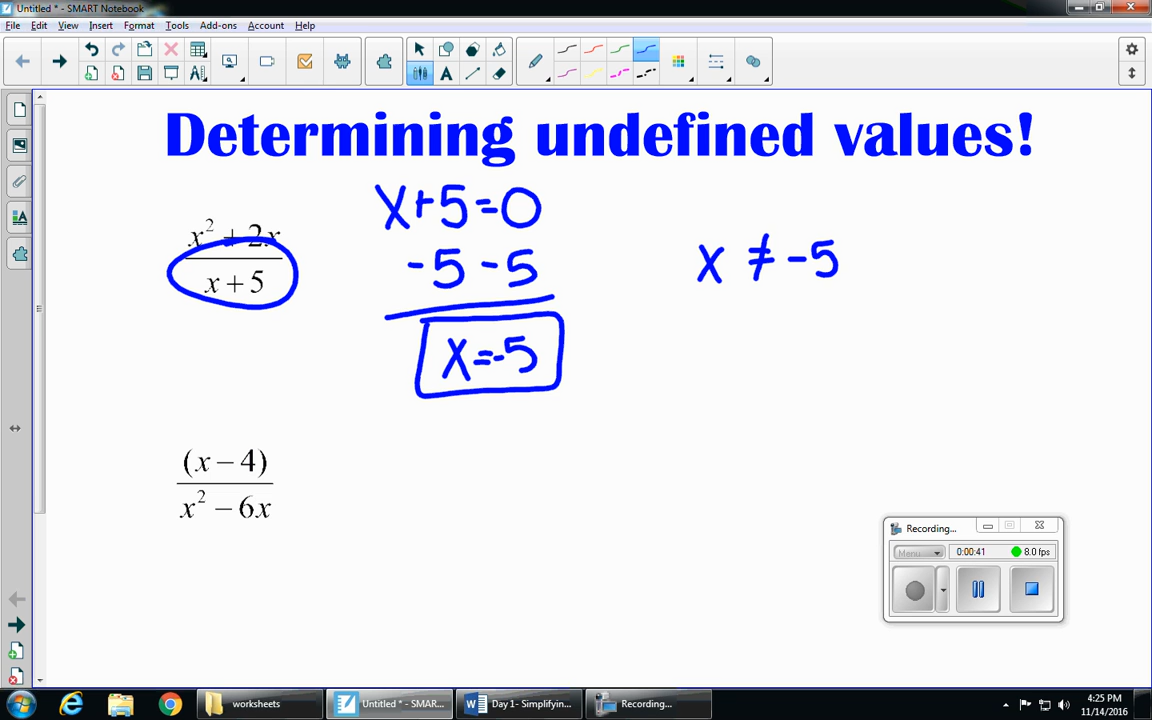 Untitled * - SMART Notebook
File Edit View Insert Format Tools Add-ons Account Help
Determining undefined values!
x² + 2x
x + 5
x+5=0
-5 -5
x=-5
x ≠ -5
(x − 4)
x² − 6x
Recording...
Menu 0:00:41 8.0 fps
worksheets
Untitled * - SMAR...
Day 1- Simplifyin...
Recording...
4:25 PM
11/14/2016